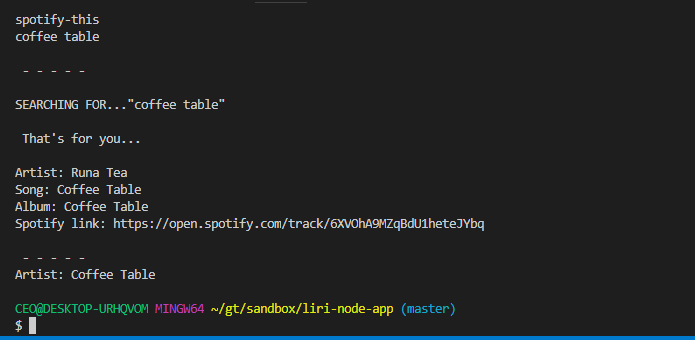 spotify-this
coffee table
- - - - -
SEARCHING FOR..."coffee table"
That's for you...
Artist: Runa Tea
Song: Coffee Table
Album: Coffee Table
Spotify link: https://open.spotify.com/track/6XVOhA9MZqBdU1heteJYbq
- - - - -
Artist: Coffee Table
CEO@DESKTOP-URHQVOM MINGW64 ~/gt/sandbox/liri-node-app (master)
$